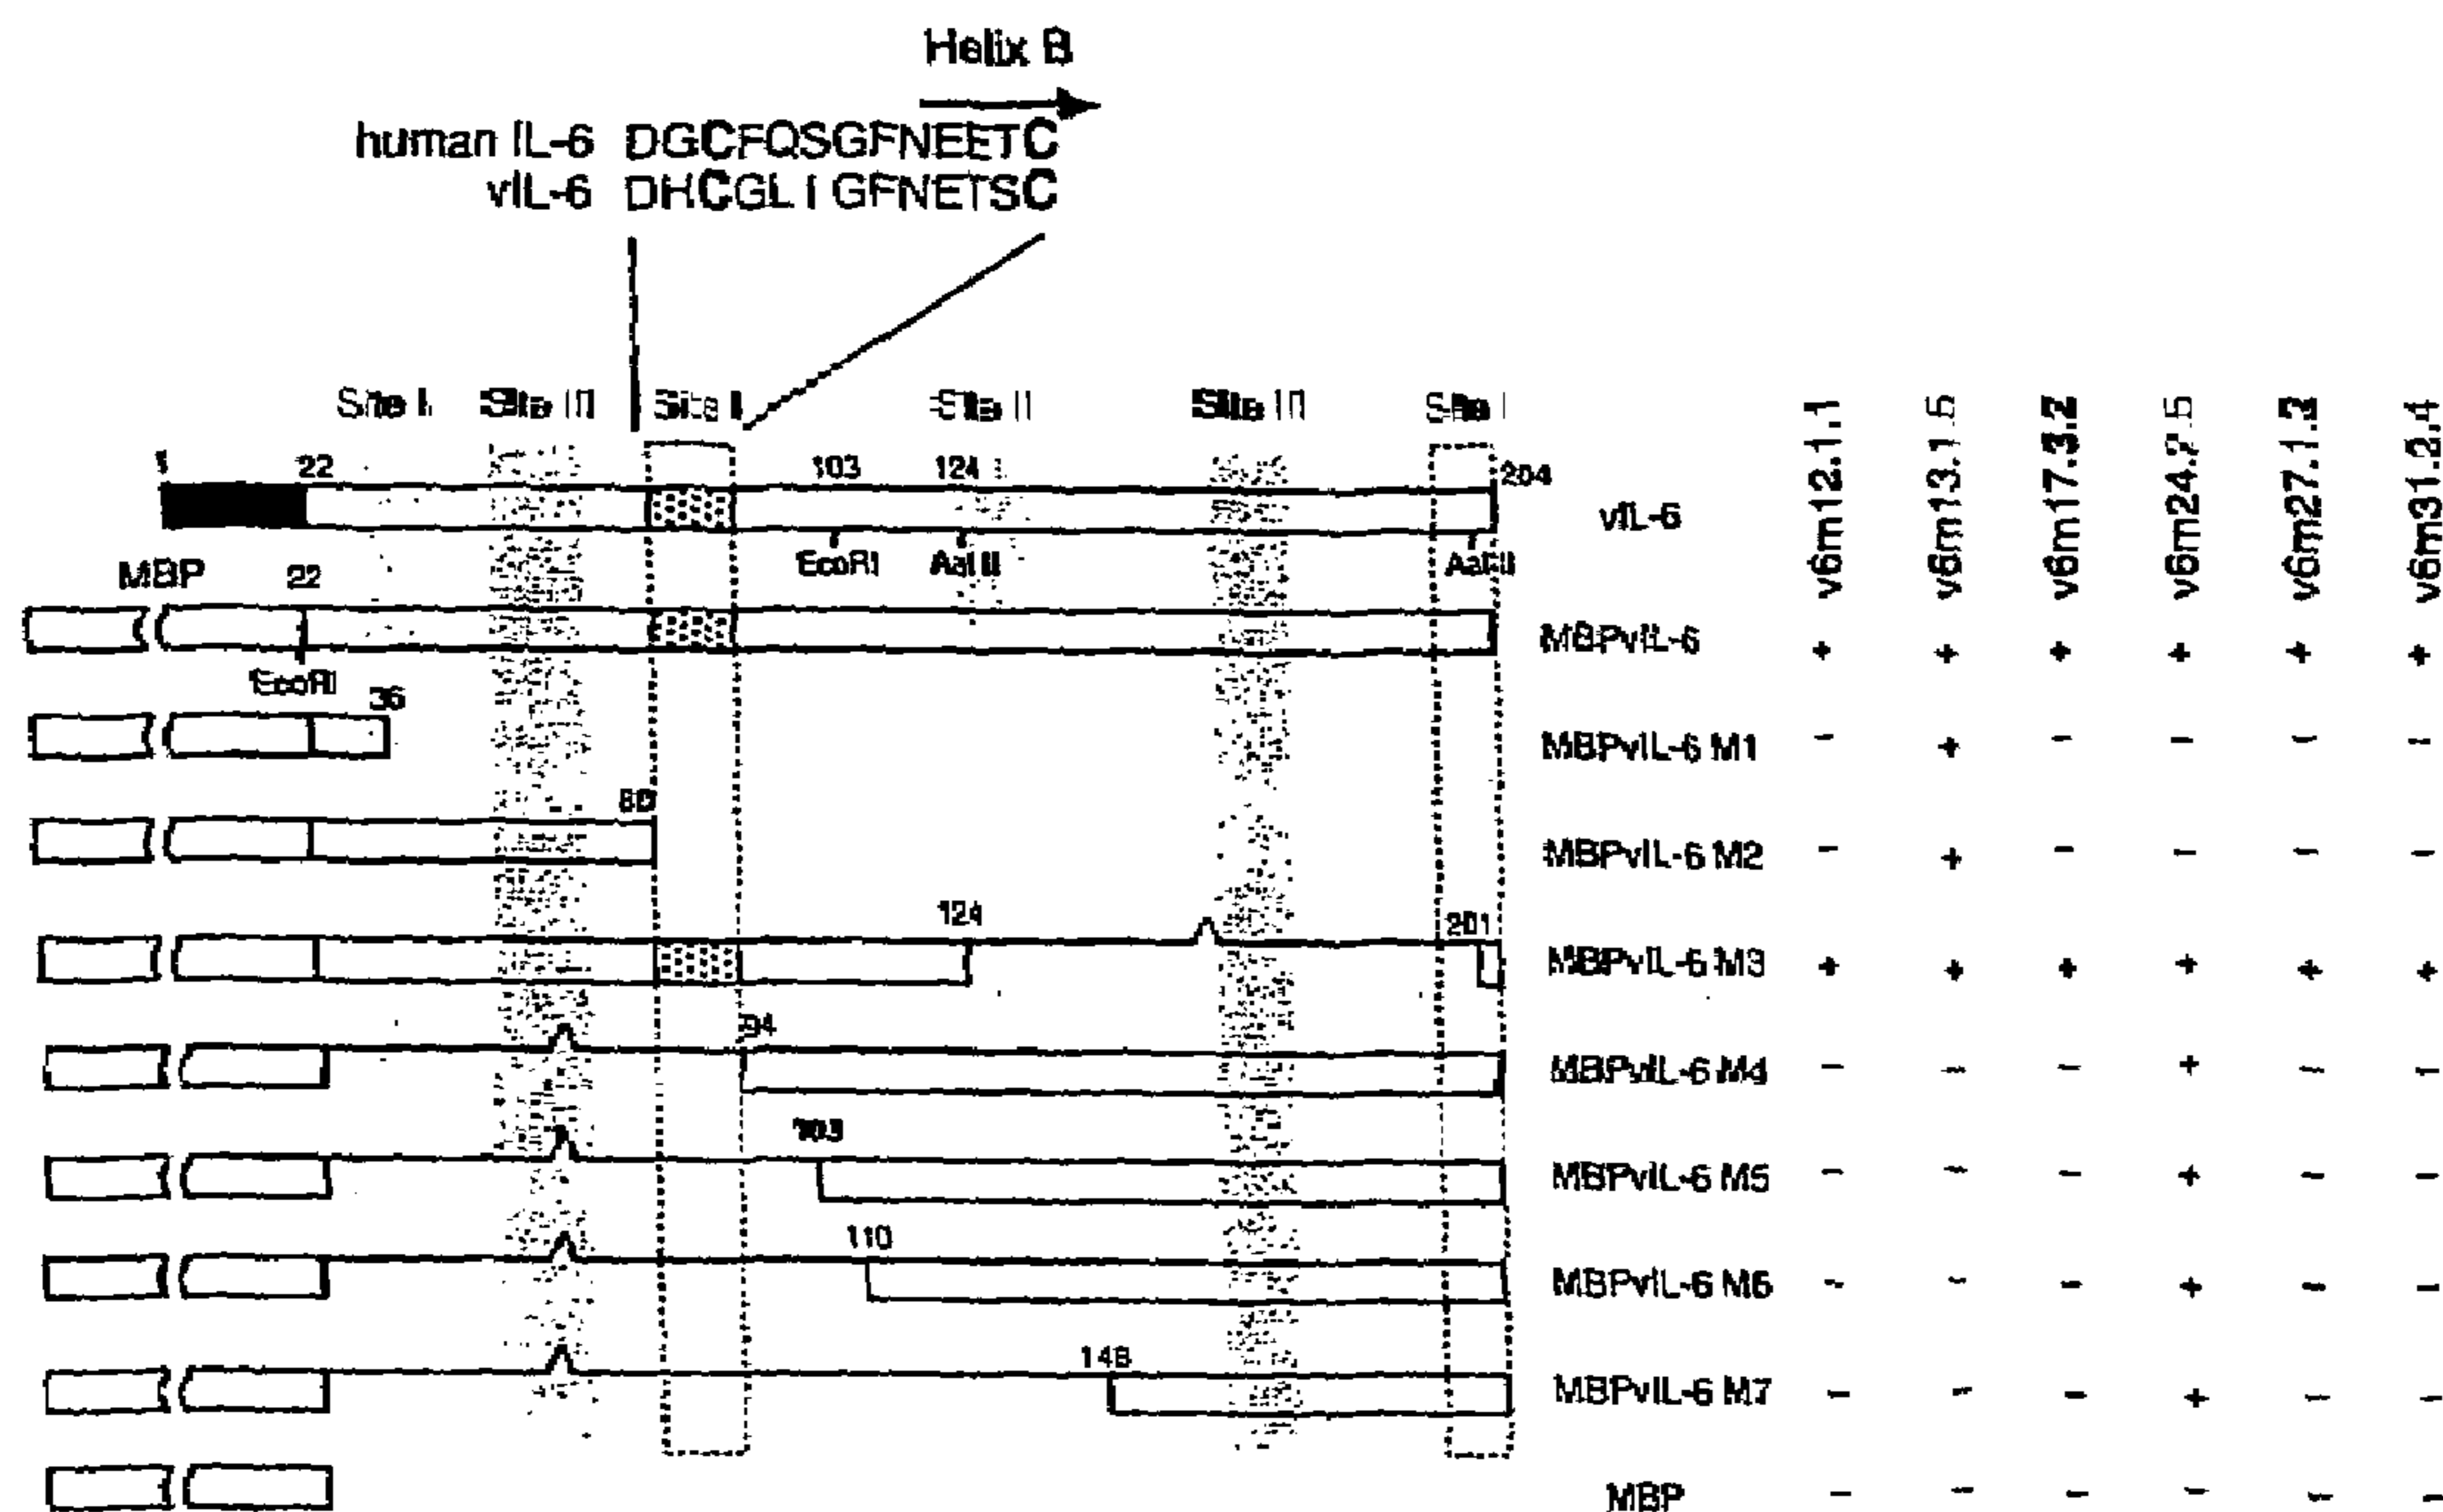 Helix B
human IL-6 DGCFQSGFNEETC
vIL-6 DHCGLIGFNETSC
Site I Site III Site I Site II Site III Site I
v6m12.1.1 v6m13.1.5 v6m17.3.2 v6m24.2.5 v6m27.1.3 v6m31.2.4
1 22 103 124 204
vIL-6
EcoRI AatII AatII
MBP 22
MBPvIL-6 + + + + + +
EcoRI
36
MBPvIL-6 M1 - + - - - -
80
MBPvIL-6 M2 - + - - - -
124 201
MBPvIL-6 M3 + + + + + +
94
MBPvIL-6 M4 - - - + - -
103
MBPvIL-6 M5 - - - + - -
110
MBPvIL-6 M6 - - - + - -
148
MBPvIL-6 M7 - - - + - -
MBP - - - - - -